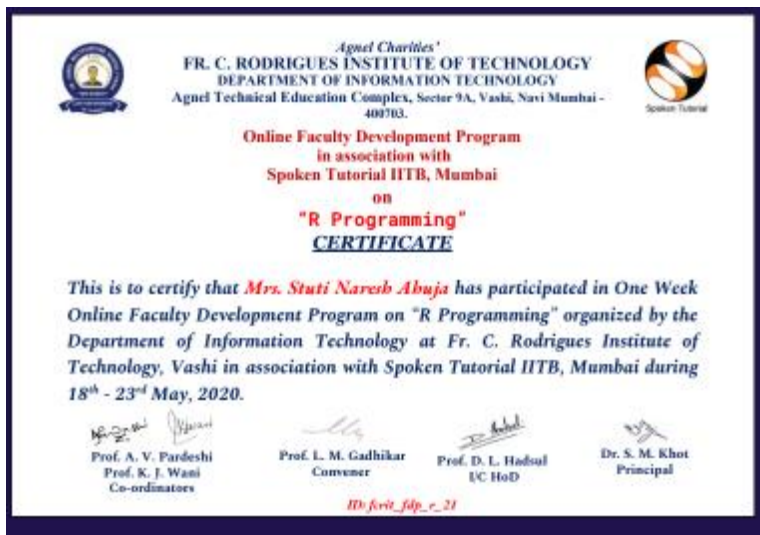 Agnel Charities'
FR. C. RODRIGUES INSTITUTE OF TECHNOLOGY
DEPARTMENT OF INFORMATION TECHNOLOGY
Agnel Technical Education Complex, Sector 9A, Vashi, Navi Mumbai -
400703.
Spoken Tutorial
Online Faculty Development Program
in association with
Spoken Tutorial IITB, Mumbai
on
"R Programming"
CERTIFICATE
This is to certify that Mrs. Stuti Naresh Ahuja has participated in One Week
Online Faculty Development Program on "R Programming" organized by the
Department of Information Technology at Fr. C. Rodrigues Institute of
Technology, Vashi in association with Spoken Tutorial IITB, Mumbai during
18th - 23rd May, 2020.
Prof. A. V. Pardeshi
Prof. K. J. Wani
Co-ordinators
Prof. L. M. Gadhikar
Convener
Prof. D. L. Hadsul
I/C HoD
Dr. S. M. Khot
Principal
ID: fcrit_fdp_r_21